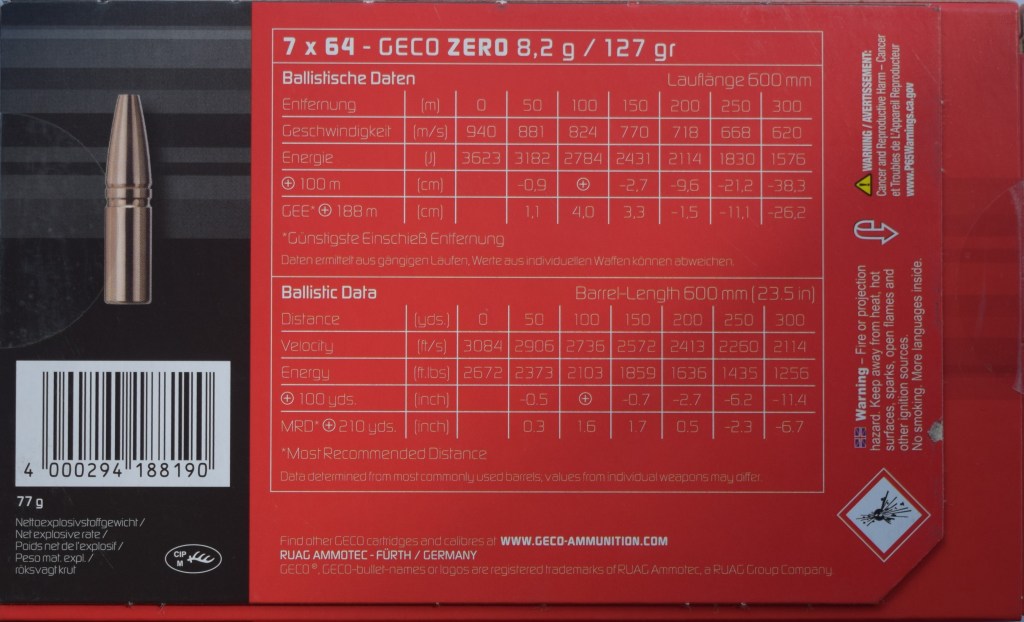 7 x 64 - GECO ZERO 8,2 g / 127 gr
Ballistische Daten Lauflänge 600 mm
Entfernung (m) 0 50 100 150 200 250 300
Geschwindigkeit (m/s) 940 881 824 770 718 668 620
Energie (J) 3623 3182 2784 2431 2114 1830 1576
⊕ 100 m (cm) -0,9 ⊕ -2,7 -9,6 -21,2 -38,3
GEE* ⊕ 188 m (cm) 1,1 4,0 3,3 -1,5 -11,1 -26,2
*Günstigste Einschieß Entfernung
Daten ermittelt aus gängigen Läufen, Werte aus individuellen Waffen können abweichen.
Ballistic Data Barrel-Length 600 mm (23.5 in)
Distance (yds.) 0 50 100 150 200 250 300
Velocity (ft/s) 3084 2906 2736 2572 2413 2260 2114
Energy (ft.lbs) 2672 2373 2103 1859 1636 1435 1256
⊕ 100 yds. (inch) -0.5 ⊕ -0.7 -2.7 -6.2 -11.4
MRD* ⊕ 210 yds. (inch) 0.3 1.6 1.7 0.5 -2.3 -6.7
*Most Recommended Distance
Data determined from most commonly used barrels, values from individual weapons may differ.
Find other GECO cartridges and calibres at WWW.GECO-AMMUNITION.COM
RUAG AMMOTEC - FÜRTH / GERMANY
GECO®, GECO-bullet-names or logos are registered trademarks of RUAG Ammotec, a RUAG Group Company.
4 000294 188190
77 g
Nettoexplosivstoffgewicht /
Net explosive rate /
Poids net de l'explosif /
Peso mat. expl. /
röksvagt krut
CIP
M
WARNING / AVERTISSEMENT:
Cancer and Reproductive Harm – Cancer
et Troubles de L'Appareil Reproducteur
www.P65Warnings.ca.gov
Warning – Fire or projection
hazard. Keep away from heat, hot
surfaces, sparks, open flames and
other ignition sources.
No smoking. More languages inside.